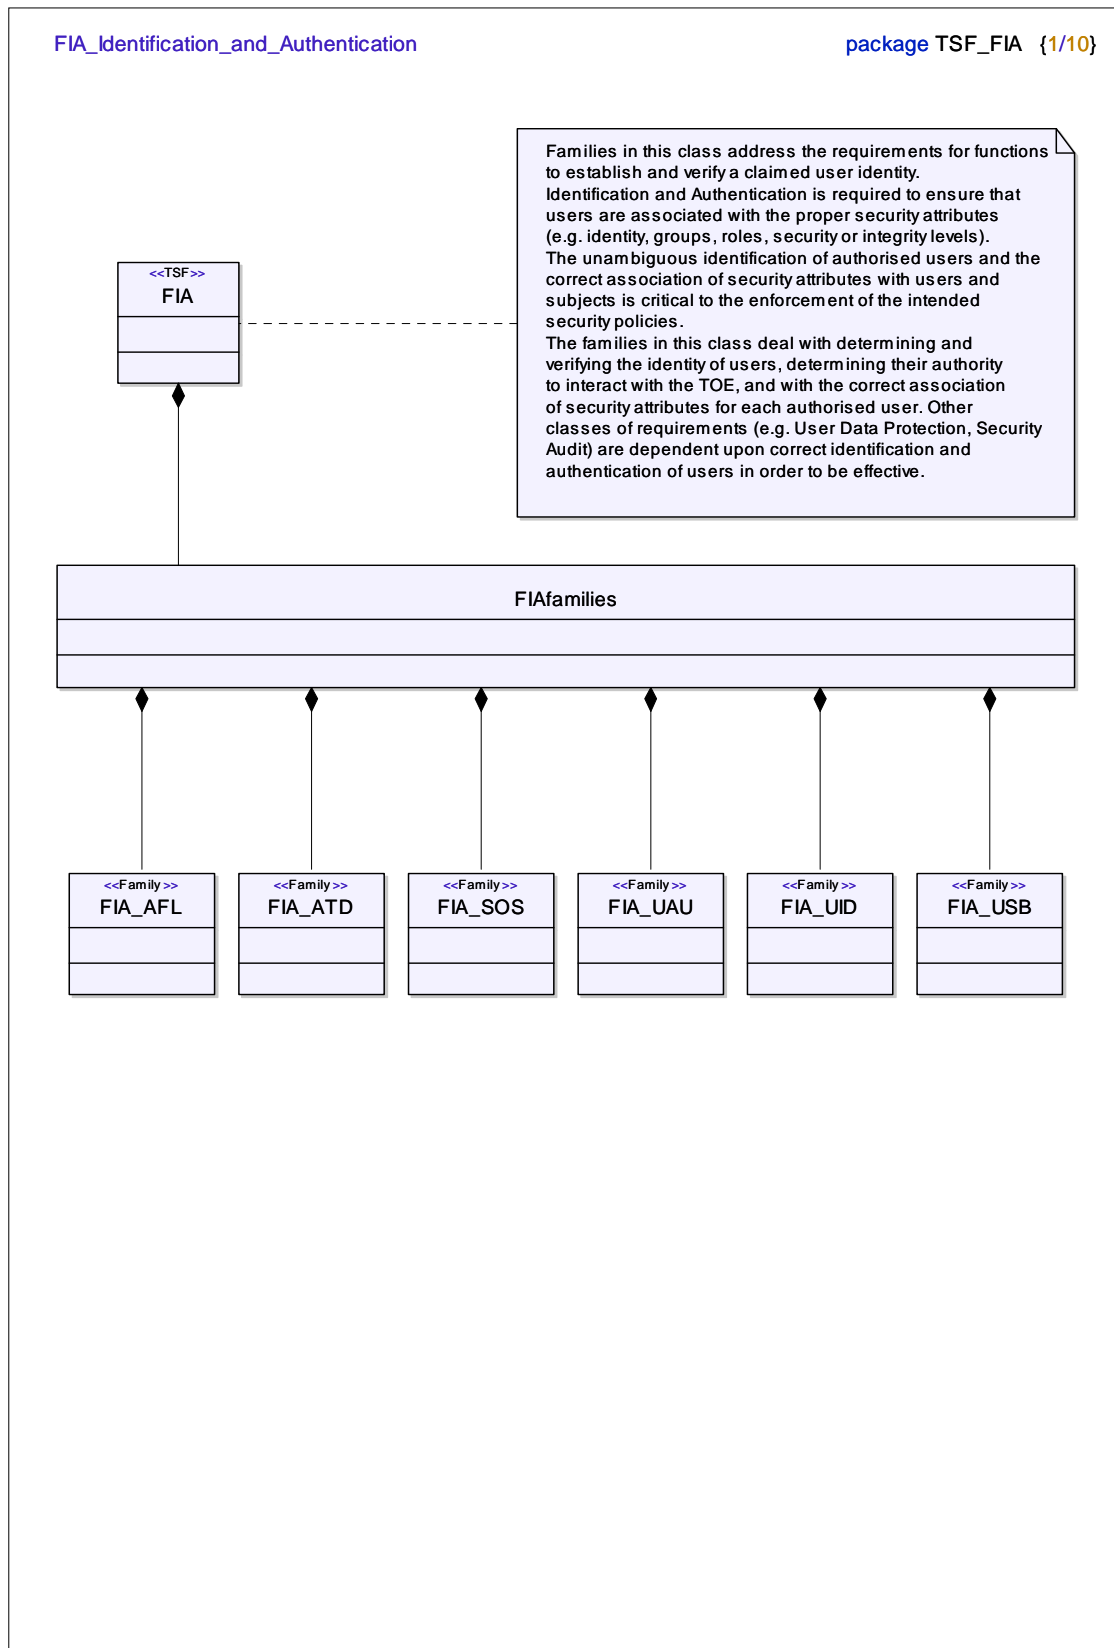 FIA_Identification_and_Authentication
package TSF_FIA {1/10}
Families in this class address the requirements for functions
to establish and verify a claimed user identity.
Identification and Authentication is required to ensure that
users are associated with the proper security attributes
(e.g. identity, groups, roles, security or integrity levels).
The unambiguous identification of authorised users and the
correct association of security attributes with users and
subjects is critical to the enforcement of the intended
security policies.
The families in this class deal with determining and
verifying the identity of users, determining their authority
to interact with the TOE, and with the correct association
of security attributes for each authorised user. Other
classes of requirements (e.g. User Data Protection, Security
Audit) are dependent upon correct identification and
authentication of users in order to be effective.
<<TSF>>
FIA
FIAfamilies
<<Family>>
FIA_AFL
<<Family>>
FIA_ATD
<<Family>>
FIA_SOS
<<Family>>
FIA_UAU
<<Family>>
FIA_UID
<<Family>>
FIA_USB